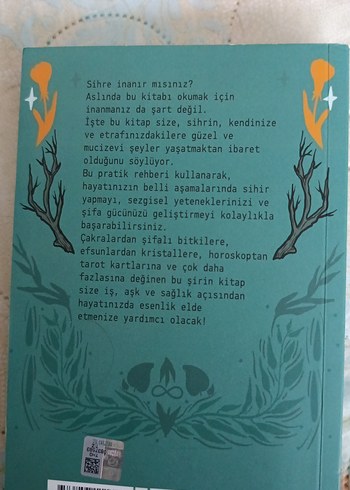 Sihre inanır mısınız?
Aslında bu kitabı okumak için
inanmanız da şart değil.
İşte bu kitap size, sihrin, kendinize
ve etrafınızdakilere güzel ve
mucizevi şeyler yaşatmaktan ibaret
olduğunu söylüyor.
Bu pratik rehberi kullanarak,
hayatınızın belli aşamalarında sihir
yapmayı, sezgisel yeteneklerinizi ve
şifa gücünüzü geliştirmeyi kolaylıkla
başarabilirsiniz.
Çakralardan şifalı bitkilere,
efsunlardan kristallere, horoskoptan
tarot kartlarına ve çok daha
fazlasına değinen bu şirin kitap
size iş, aşk ve sağlık açısından
hayatınızda esenlik elde
etmenize yardımcı olacak!